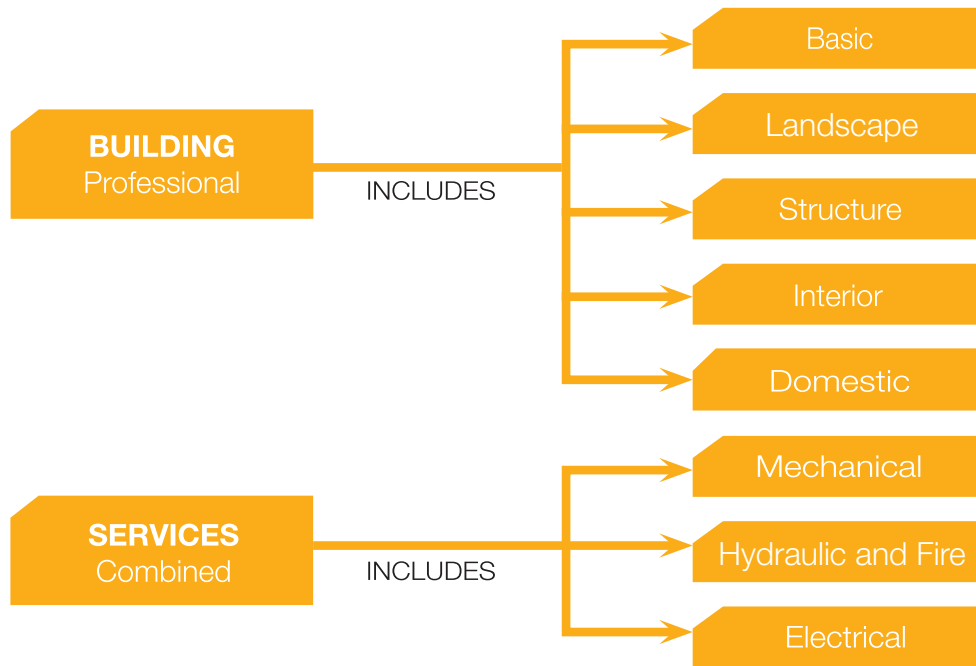 BUILDING
Professional
INCLUDES
Basic
Landscape
Structure
Interior
Domestic
SERVICES
Combined
INCLUDES
Mechanical
Hydraulic and Fire
Electrical